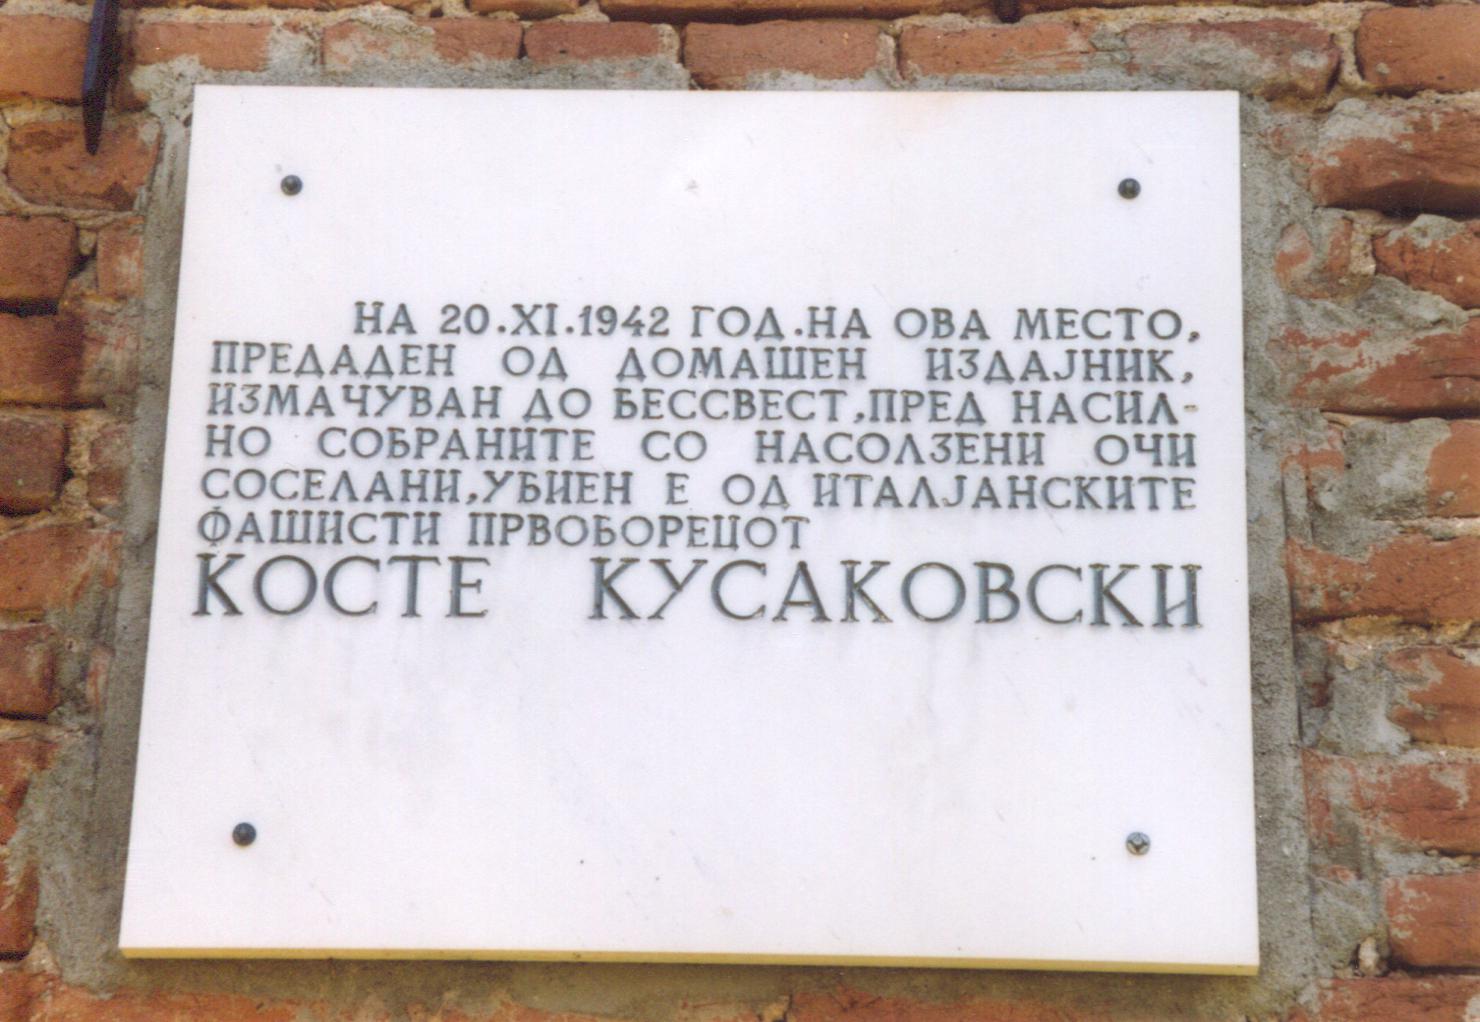 НА 20.XI.1942 ГОД.НА ОВА МЕСТО,
ПРЕДАДЕН ОД ДОМАШЕН ИЗДАЈНИК,
ИЗМАЧУВАН ДО БЕССВЕСТ,ПРЕД НАСИЛ-
НО СОБРАНИТЕ СО НАСОЛЗЕНИ ОЧИ
СОСЕЛАНИ,УБИЕН Е ОД ИТАЛЈАНСКИТЕ
ФАШИСТИ ПРВОБОРЕЦОТ
КОСТЕ КУСАКОВСКИ